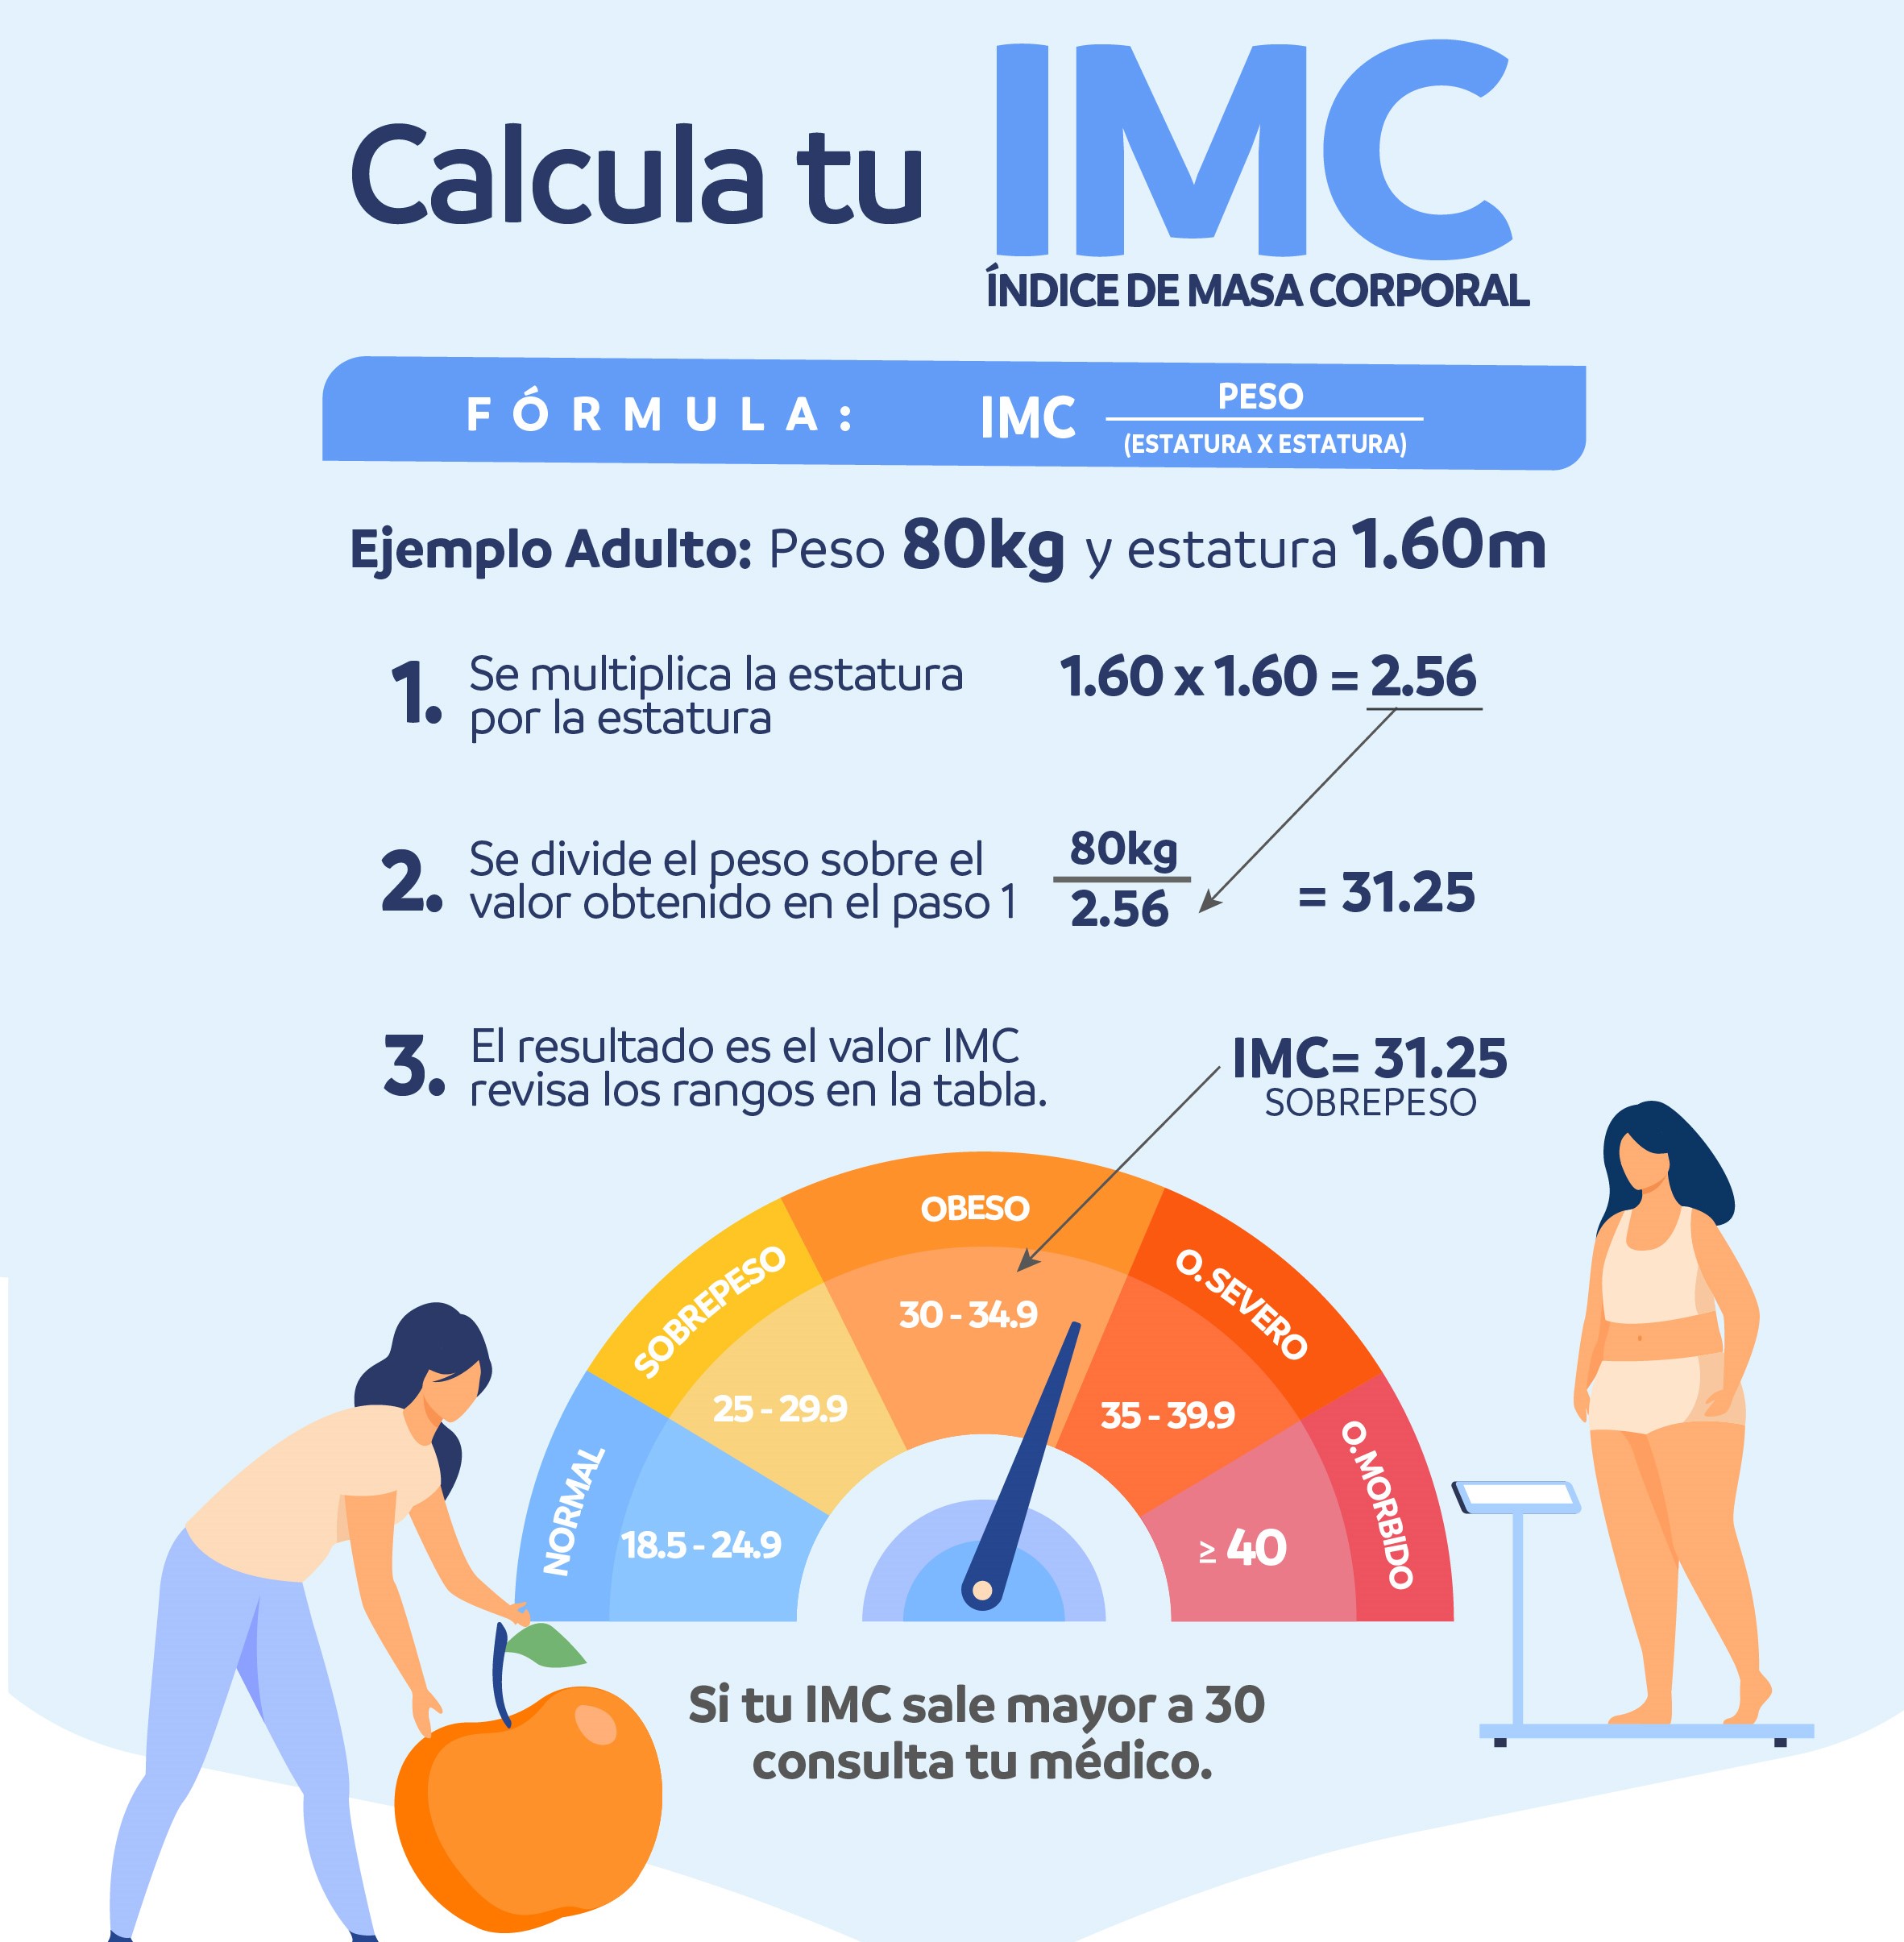 Calcula tu IMC
ÍNDICE DE MASA CORPORAL
FÓRMULA:
IMC
PESO
(ESTATURA X ESTATURA)
Ejemplo Adulto: Peso 80kg y estatura 1.60m
1.
Se multiplica la estatura
por la estatura
1.60 x 1.60 = 2.56
2.
Se divide el peso sobre el
valor obtenido en el paso 1
80kg
2.56
= 31.25
3.
El resultado es el valor IMC
revisa los rangos en la tabla.
IMC= 31.25
SOBREPESO
NORMAL
18.5 - 24.9
SOBREPESO
25 - 29.9
OBESO
30 - 34.9
O. SEVERO
35 - 39.9
O. MORBIDO
≥ 40
Si tu IMC sale mayor a 30
consulta tu médico.